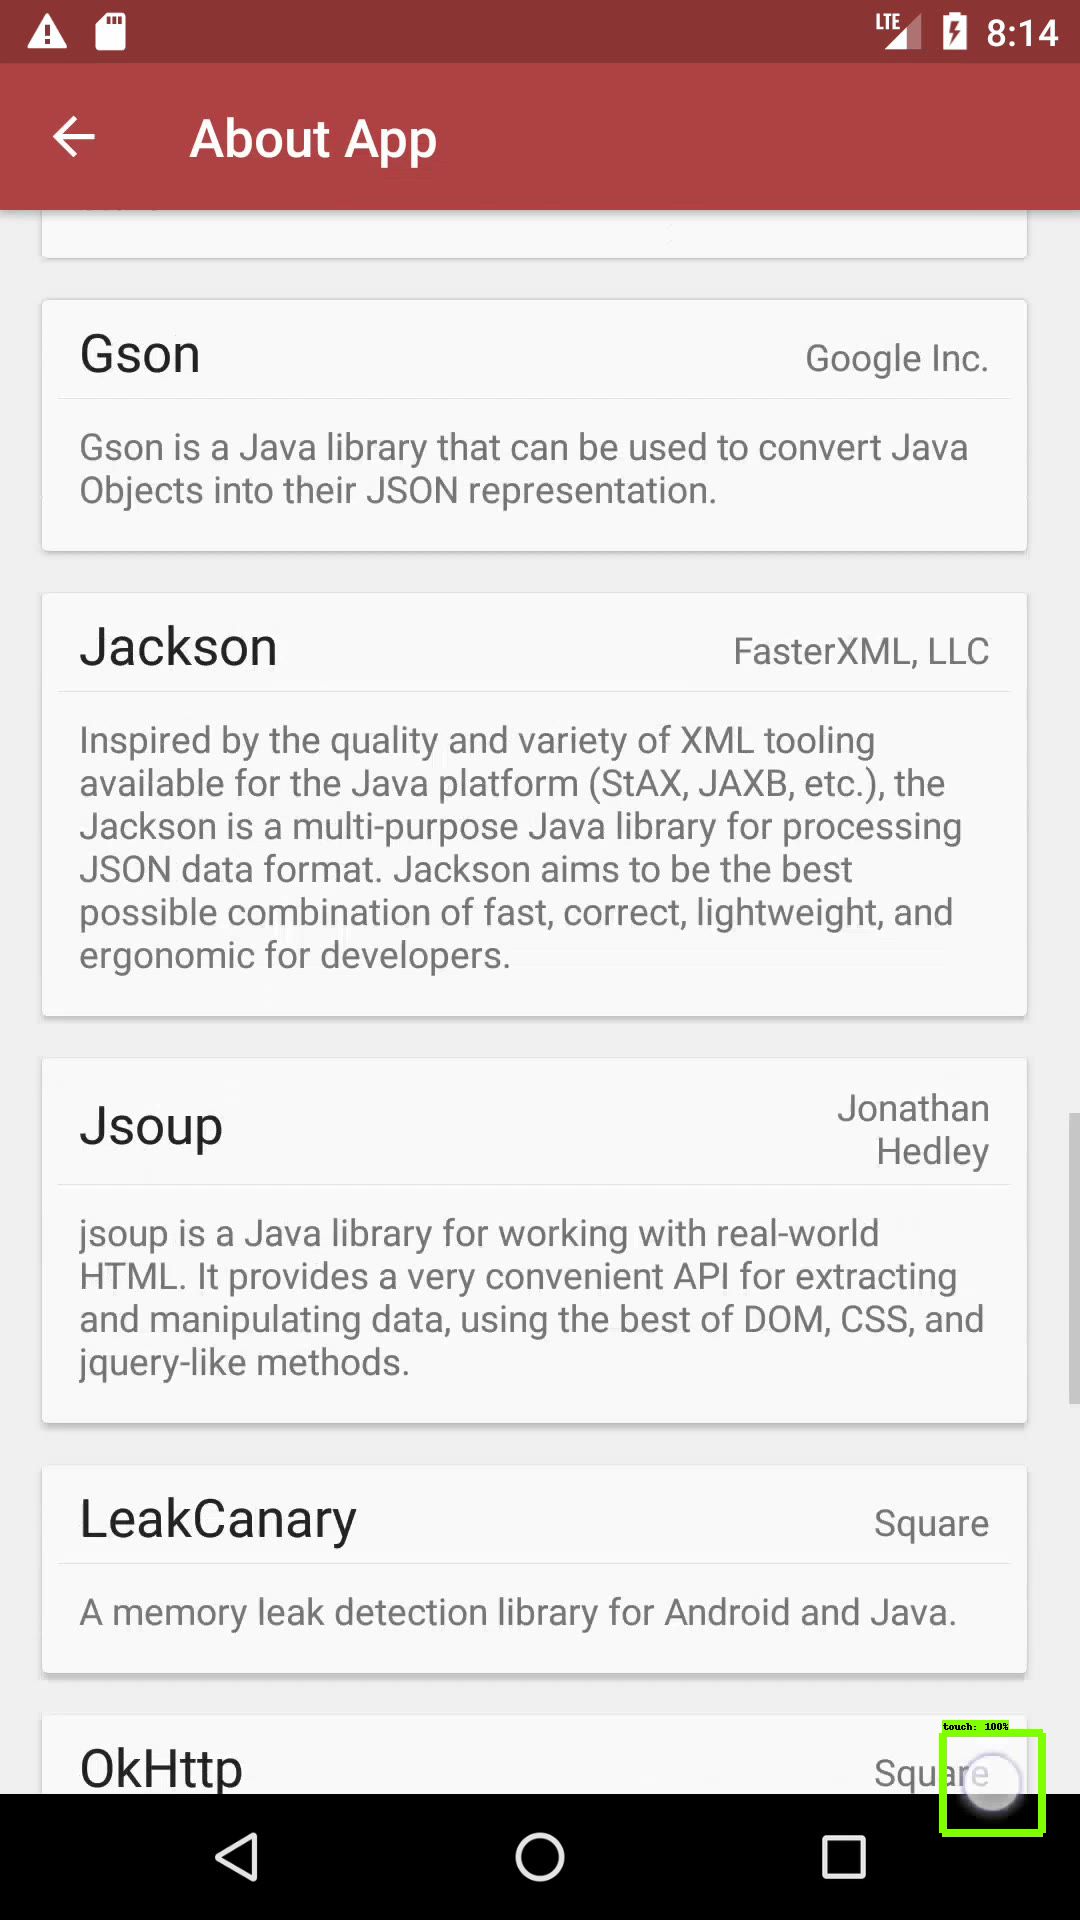 LTE 8:14
About App
Gson Google Inc.
Gson is a Java library that can be used to convert Java
Objects into their JSON representation.
Jackson FasterXML, LLC
Inspired by the quality and variety of XML tooling
available for the Java platform (StAX, JAXB, etc.), the
Jackson is a multi-purpose Java library for processing
JSON data format. Jackson aims to be the best
possible combination of fast, correct, lightweight, and
ergonomic for developers.
Jsoup Jonathan
Hedley
jsoup is a Java library for working with real-world
HTML. It provides a very convenient API for extracting
and manipulating data, using the best of DOM, CSS, and
jquery-like methods.
LeakCanary Square
A memory leak detection library for Android and Java.
touch: 100%
OkHttp Square